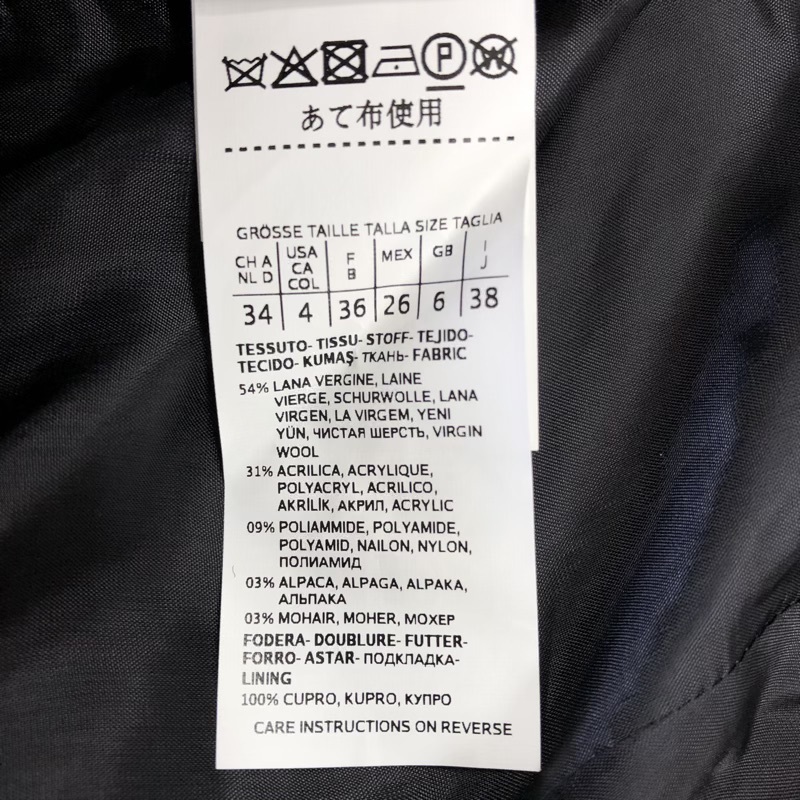 P W
あて布使用
GRÖSSE TAILLE TALLA SIZE TAGLIA
CH A NL D USA CA COL F B MEX GB I J
34 4 36 26 6 38
TESSUTO- TISSU- STOFF- TEJIDO-
TECIDO- KUMAŞ- ТКАНЬ- FABRIC
54% LANA VERGINE, LAINE
VIERGE, SCHURWOLLE, LANA
VIRGEN, LA VIRGEM, YENI
YÜN, ЧИСТАЯ ШЕРСТЬ, VIRGIN
WOOL
31% ACRILICA, ACRYLIQUE,
POLYACRYL, ACRILICO,
AKRİLİK, АКРИЛ, ACRYLIC
09% POLIAMMIDE, POLYAMIDE,
POLYAMID, NAILON, NYLON,
ПОЛИАМИД
03% ALPACA, ALPAGA, ALPAKA,
АЛЬПАКА
03% MOHAIR, MOHER, МОХЕР
FODERA- DOUBLURE- FUTTER-
FORRO- ASTAR- ПОДКЛАДКА-
LINING
100% CUPRO, KUPRO, КУПРО
CARE INSTRUCTIONS ON REVERSE